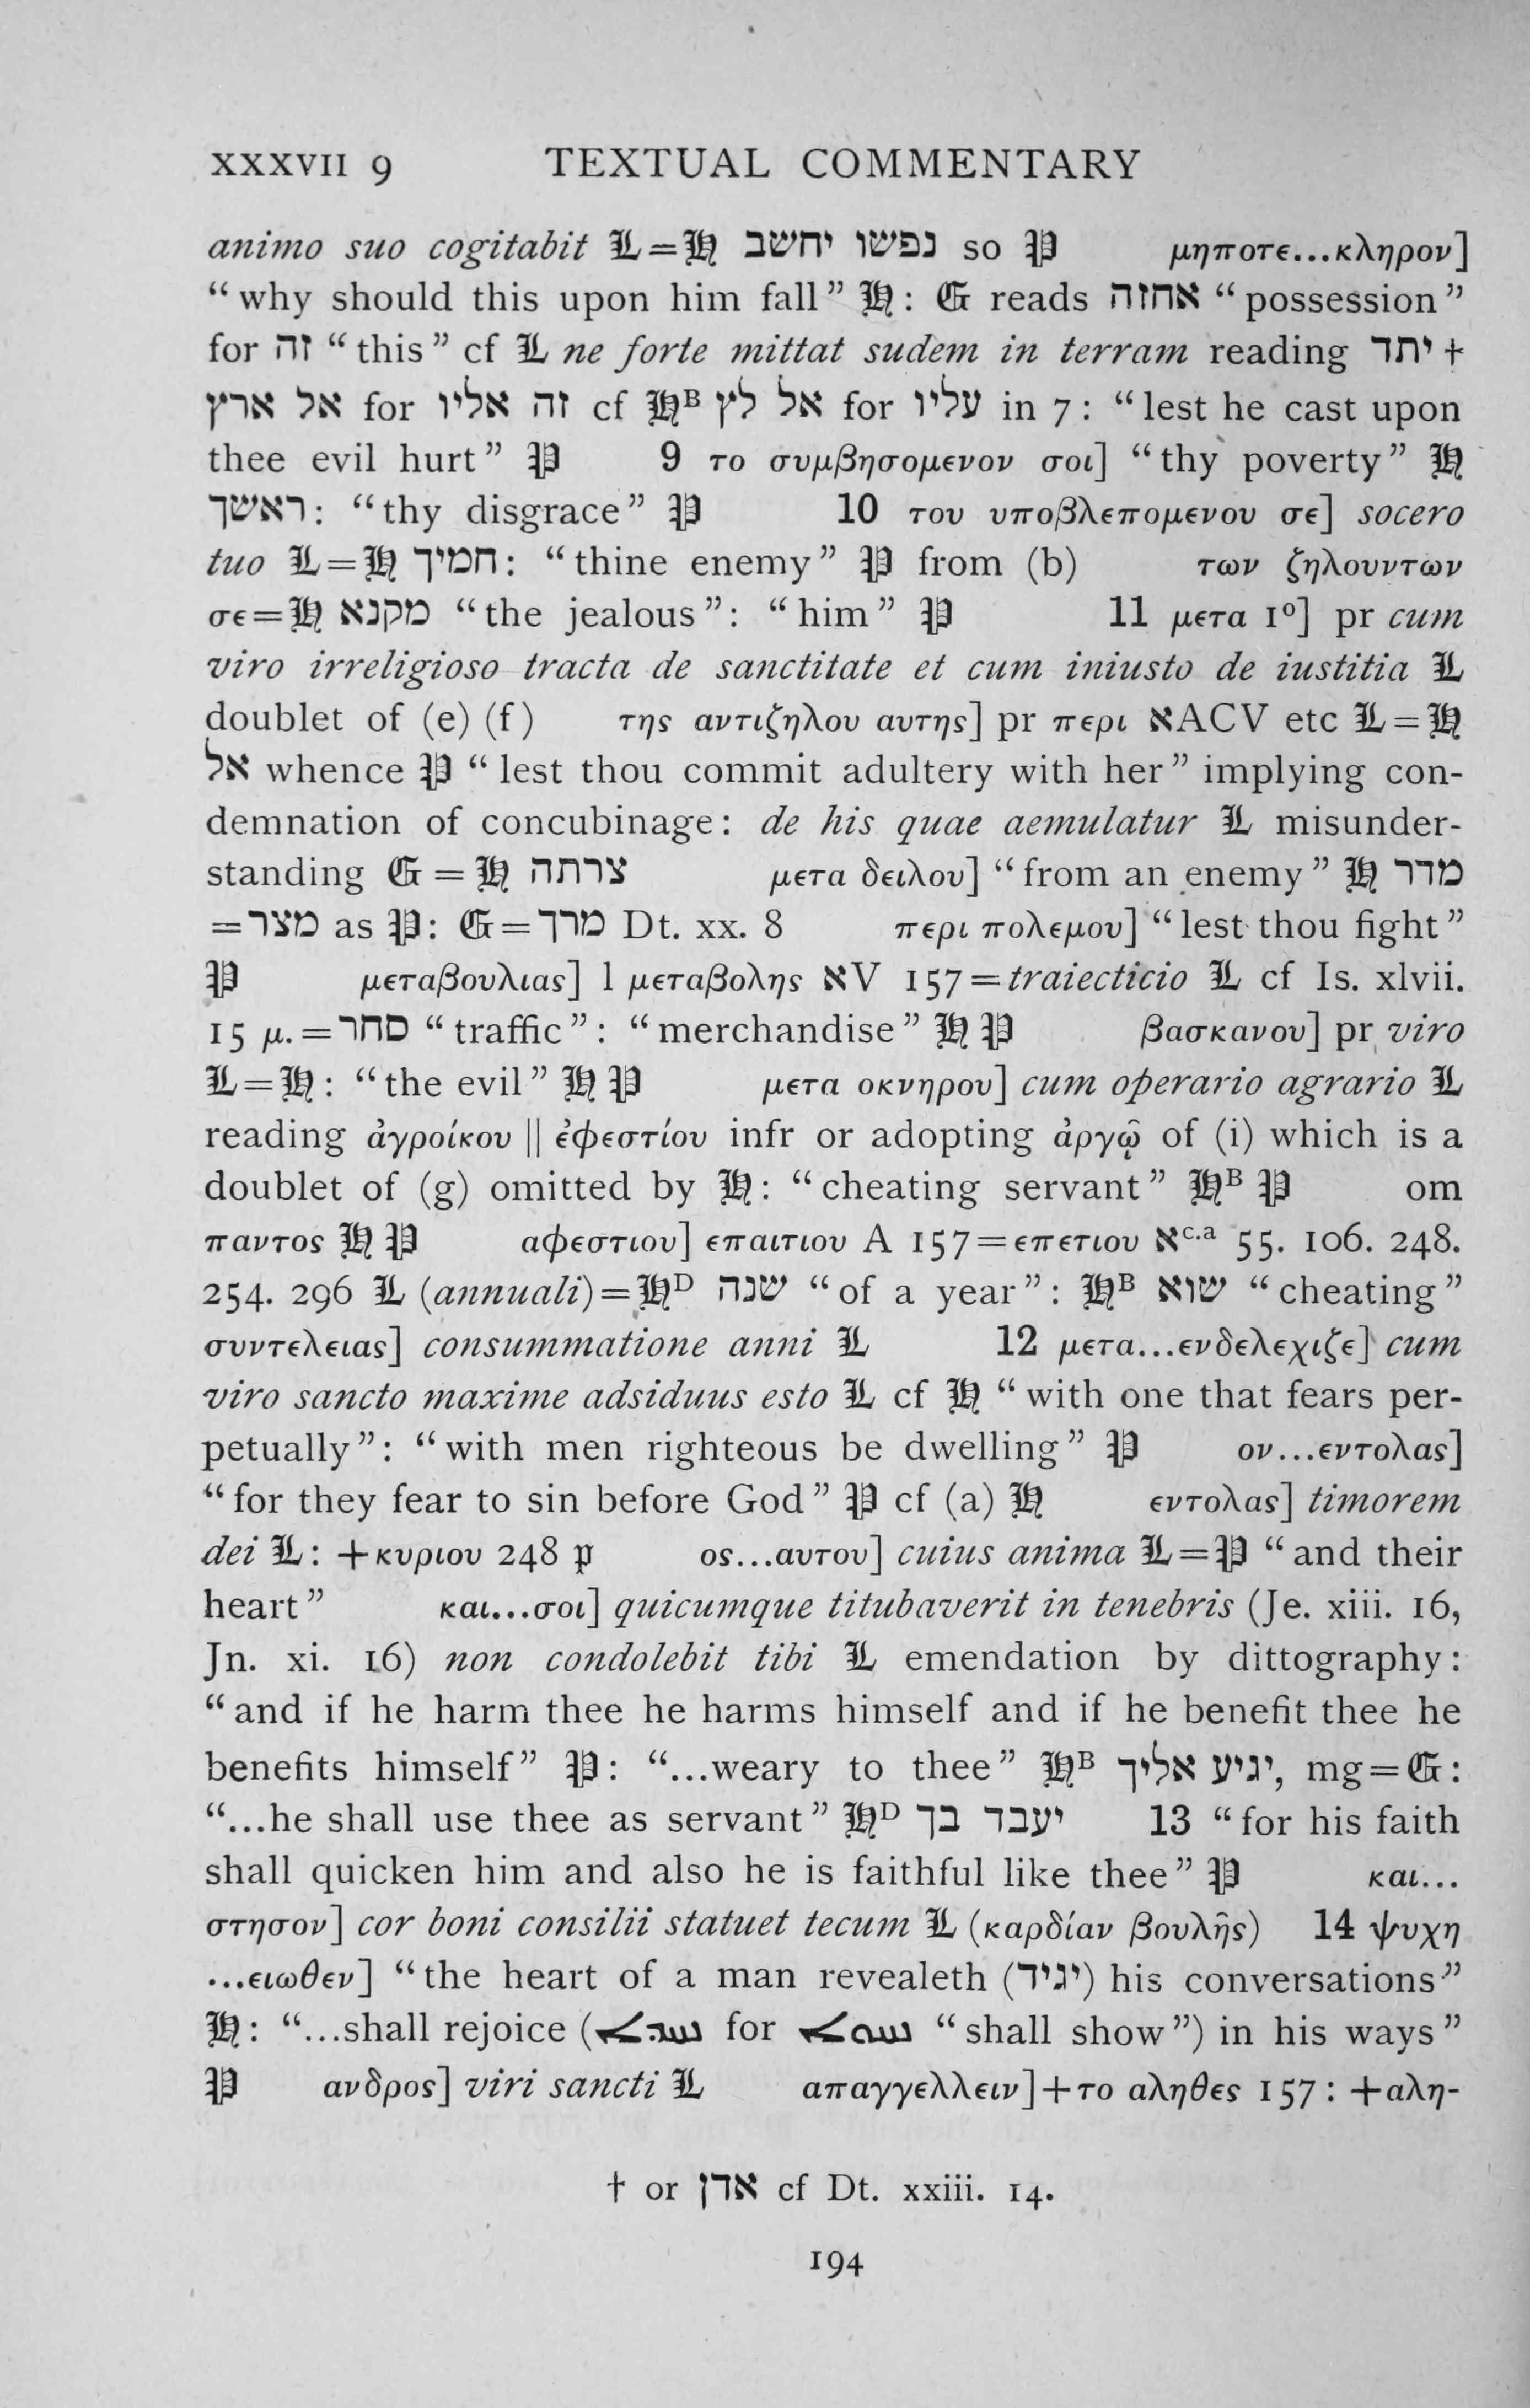 XXXVII 9 TEXTUAL COMMENTARY
animo suo cogitabit 𝕷=𝕳 נפשו יחשב so 𝕻 μηποτε...κληρον]
“why should this upon him fall” 𝕳: 𝕲 reads אחזה “possession”
for זה “this” cf 𝕷 ne forte mittat sudem in terram reading יתד †
אל ארץ for זה אליו cf 𝕳ᴮ אל לץ for עליו in 7: “lest he cast upon
thee evil hurt” 𝕻 9 το συμβησομενον σοι] “thy poverty” 𝕳
ראשך: “thy disgrace” 𝕻 10 του υποβλεπομενου σε] socero
tuo 𝕷=𝕳 חמיך: “thine enemy” 𝕻 from (b) των ζηλουντων
σε=𝕳 מקנא “the jealous”: “him” 𝕻 11 μετα 1º] pr cum
viro irreligioso tracta de sanctitate et cum iniusto de iustitia 𝕷
doublet of (e) (f) της αντιζηλου αυτης] pr περι אACV etc 𝕷=𝕳
אל whence 𝕻 “lest thou commit adultery with her” implying con-
demnation of concubinage: de his quae aemulatur 𝕷 misunder-
standing 𝕲=𝕳 צרתה μετα δειλου] “from an enemy” 𝕳 מדר
=מצר as 𝕻: 𝕲=מרך Dt. xx. 8 περι πολεμου] “lest thou fight”
𝕻 μεταβουλιας] l μεταβολης אV 157=traiecticio 𝕷 cf Is. xlvii.
15 μ.=סחר “traffic”: “merchandise” 𝕳 𝕻 βασκανου] pr viro
𝕷=𝕳: “the evil” 𝕳 𝕻 μετα οκνηρου] cum operario agrario 𝕷
reading ἀγροίκου || ἐφεστίου infr or adopting ἀργῷ of (i) which is a
doublet of (g) omitted by 𝕳: “cheating servant” 𝕳ᴮ 𝕻 om
παντος 𝕳 𝕻 αφεστιου] επαιτιου A 157=επετιου אᶜ·ᵃ 55. 106. 248.
254. 296 𝕷 (annuali)=𝕳ᴰ שנה “of a year”: 𝕳ᴮ שוא “cheating”
συντελειας] consummatione anni 𝕷 12 μετα...ενδελεχιζε] cum
viro sancto maxime adsiduus esto 𝕷 cf 𝕳 “with one that fears per-
petually”: “with men righteous be dwelling” 𝕻 ον...εντολας]
“for they fear to sin before God” 𝕻 cf (a) 𝕳 εντολας] timorem
dei 𝕷: +κυριου 248 𝔭 os...αυτου] cuius anima 𝕷=𝕻 “and their
heart” και...σοι] quicumque titubaverit in tenebris (Je. xiii. 16,
Jn. xi. 16) non condolebit tibi 𝕷 emendation by dittography:
“and if he harm thee he harms himself and if he benefit thee he
benefits himself” 𝕻: “...weary to thee” 𝕳ᴮ יגיע אליך, mg=𝕲:
“...he shall use thee as servant” 𝕳ᴰ יעבד בך 13 “for his faith
shall quicken him and also he is faithful like thee” 𝕻 και...
στησον] cor boni consilii statuet tecum 𝕷 (καρδίαν βουλῆς) 14 ψυχη
...ειωθεν] “the heart of a man revealeth (יגיד) his conversations”
𝕳: “...shall rejoice ( for “shall show”) in his ways”
𝕻 ανδρος] viri sancti 𝕷 απαγγελλειν]+το αληθες 157: +αλη-
† or אדן cf Dt. xxiii. 14.
194